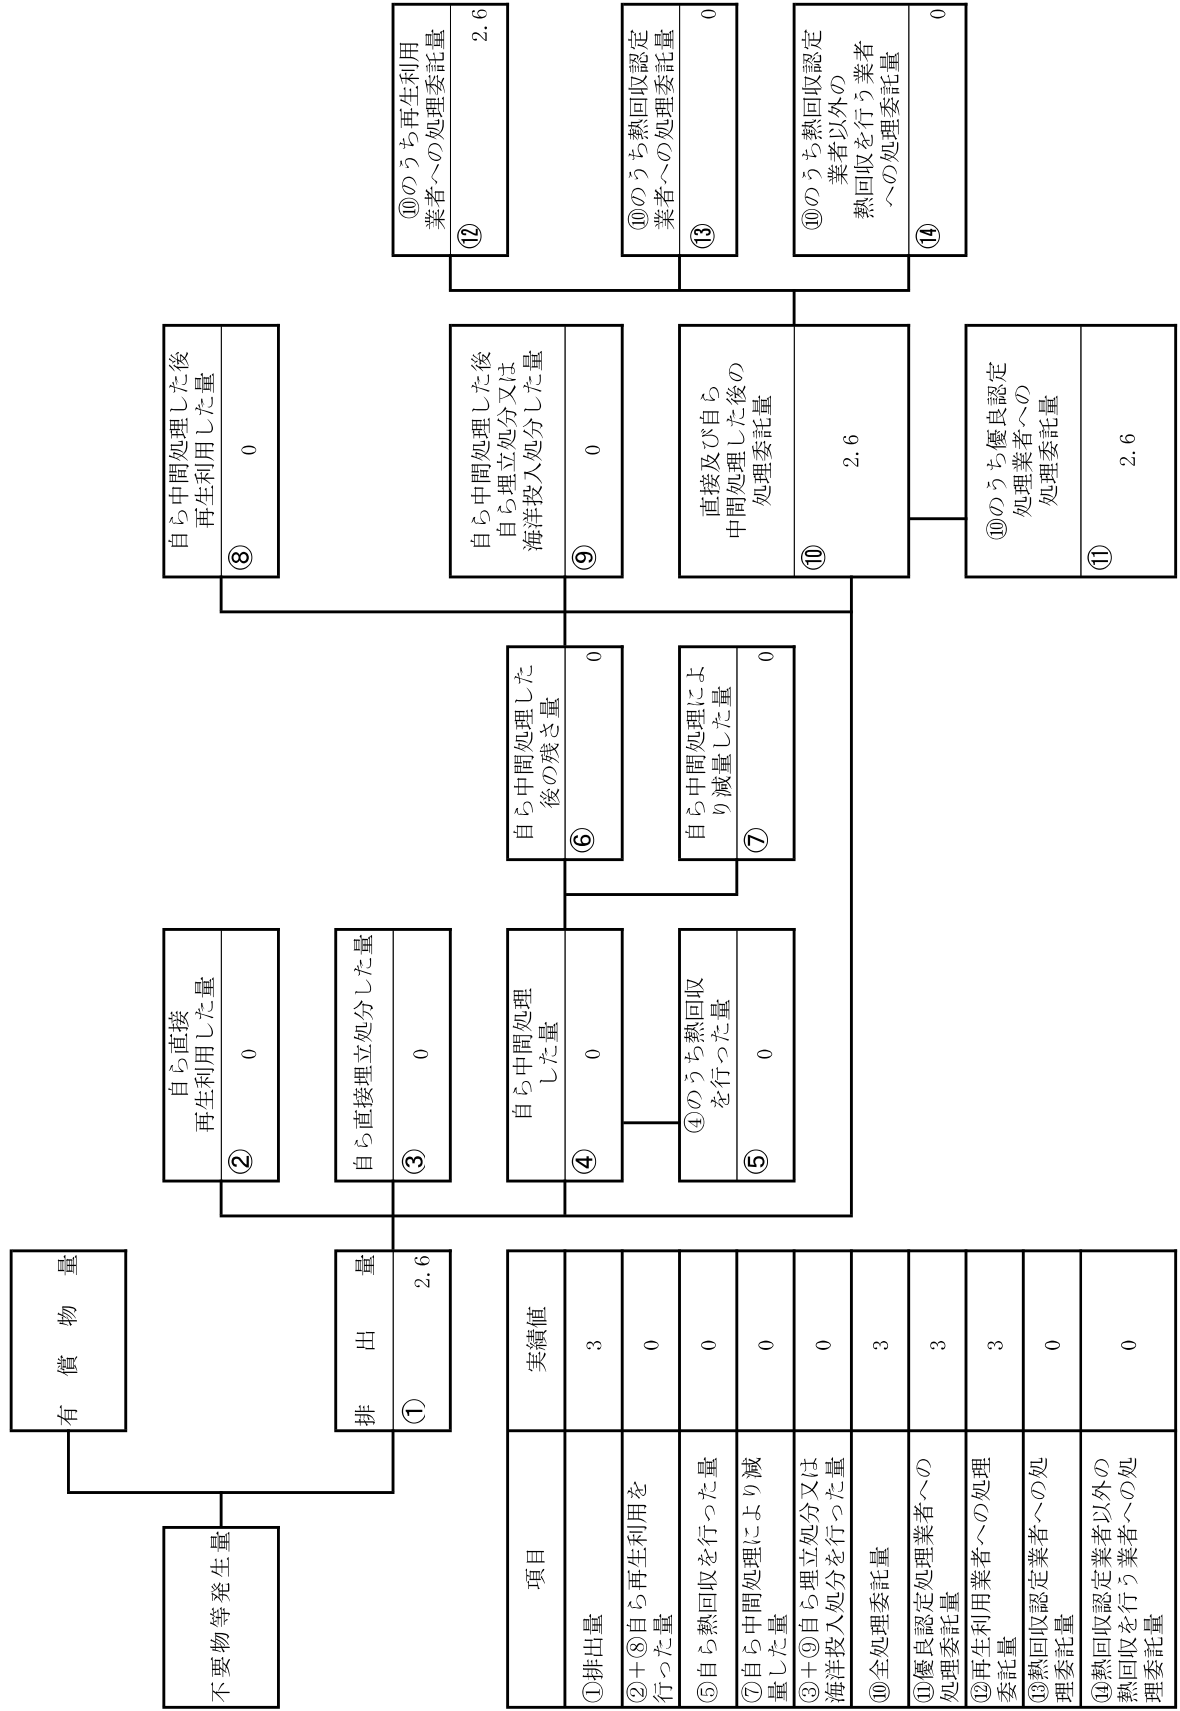 不要物等発生量
有償物量
排出量
①
2.6
自ら直接
再生利用した量
②
0
自ら直接埋立処分した量
③
0
自ら中間処理
した量
④
0
④のうち熱回収
を行った量
⑤
0
自ら中間処理した
後の残さ量
⑥
0
自ら中間処理によ
り減量した量
⑦
0
自ら中間処理した後
再生利用した量
⑧
0
自ら中間処理した後
自ら埋立処分又は
海洋投入処分した量
⑨
0
直接及び自ら
中間処理した後の
処理委託量
⑩
2.6
⑩のうち優良認定
処理業者への
処理委託量
⑪
2.6
⑩のうち再生利用
業者への処理委託量
⑫
2.6
⑩のうち熱回収認定
業者への処理委託量
⑬
0
⑩のうち熱回収認定
業者以外の
熱回収を行う業者
への処理委託量
⑭
0
項目 実績値
①排出量 3
②+⑧自ら再生利用を
行った量 0
⑤自ら熱回収を行った量 0
⑦自ら中間処理により減
量した量 0
③+⑨自ら埋立処分又は
海洋投入処分を行った量 0
⑩全処理委託量 3
⑪優良認定処理業者への
処理委託量 3
⑫再生利用業者への処理
委託量 3
⑬熱回収認定業者への処
理委託量 0
⑭熱回収認定業者以外の
熱回収を行う業者への処
理委託量 0